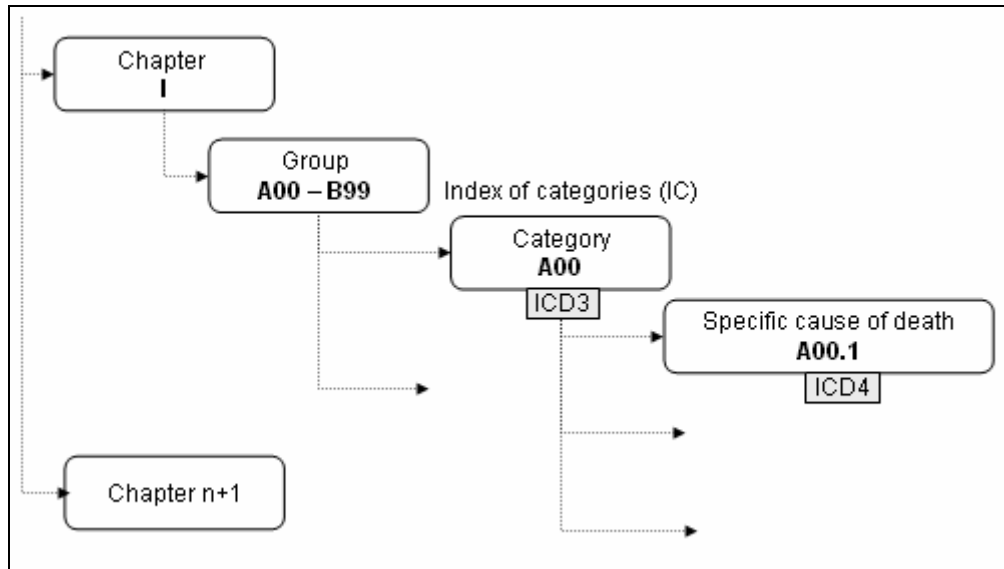 Chapter
I
Group
A00 – B99
Index of categories (IC)
Category
A00
ICD3
Specific cause of death
A00.1
ICD4
Chapter n+1